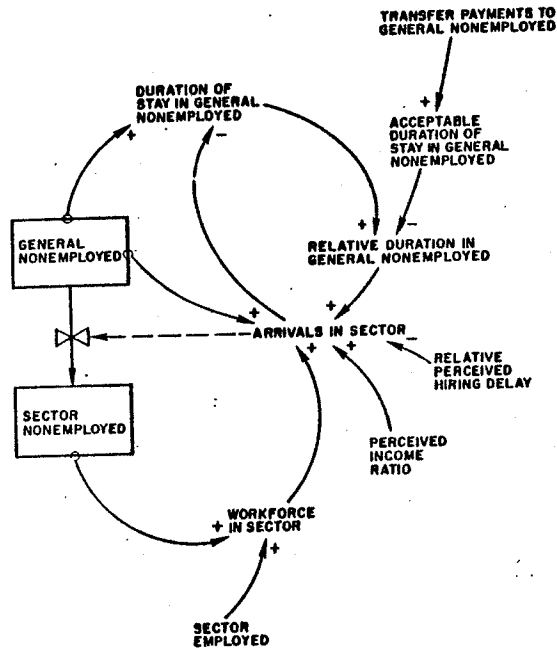 TRANSFER PAYMENTS TO
GENERAL NONEMPLOYED
DURATION OF
STAY IN GENERAL
NONEMPLOYED
+
-
+
ACCEPTABLE
DURATION OF
STAY IN GENERAL
NONEMPLOYED
GENERAL
NONEMPLOYED
+
-
RELATIVE DURATION IN
GENERAL NONEMPLOYED
+
+
ARRIVALS IN SECTOR
-
+
+
RELATIVE
PERCEIVED
HIRING DELAY
SECTOR
NONEMPLOYED
PERCEIVED
INCOME
RATIO
+
WORKFORCE
IN SECTOR
+
SECTOR
EMPLOYED